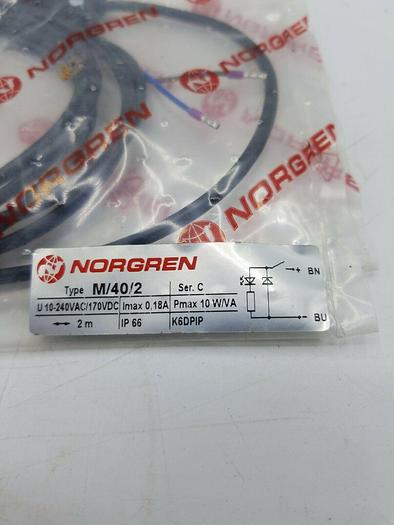 NORGREN
NORGREN
NORGREN
NORGREN
Type M/40/2 Ser. C
U 10-240VAC/170VDC Imax 0,18A Pmax 10 W/VA
2 m IP 66 K6DPIP
+ BN
- BU